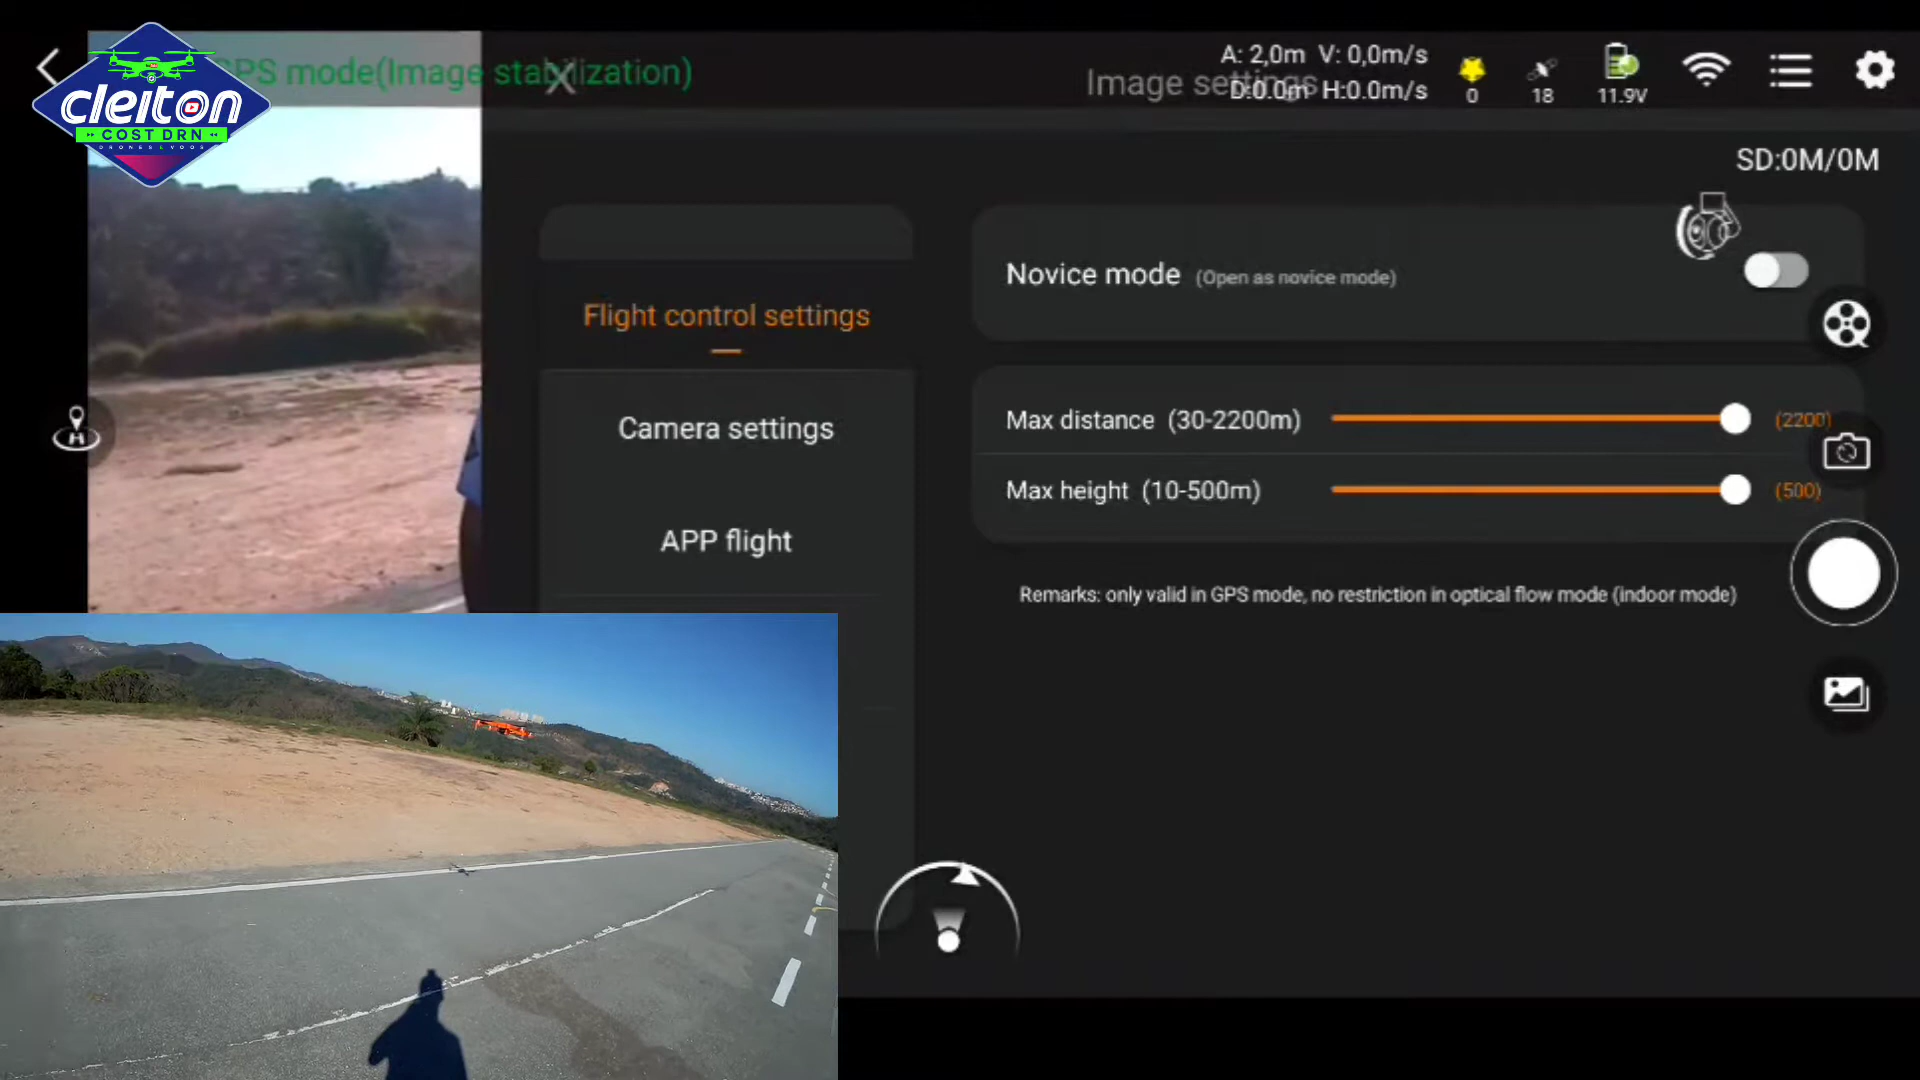 GPS mode(Image stabilization)
Image settings
A: 2,0m V: 0,0m/s
D:0.0m H:0.0m/s
0
18
11.9V
cleiton
COST DRN
DRONES E VOOS
SD:0M/0M
Novice mode (Open as novice mode)
Flight control settings
Max distance (30-2200m)
(2200)
Camera settings
Max height (10-500m)
(500)
APP flight
Remarks: only valid in GPS mode, no restriction in optical flow mode (indoor mode)
H